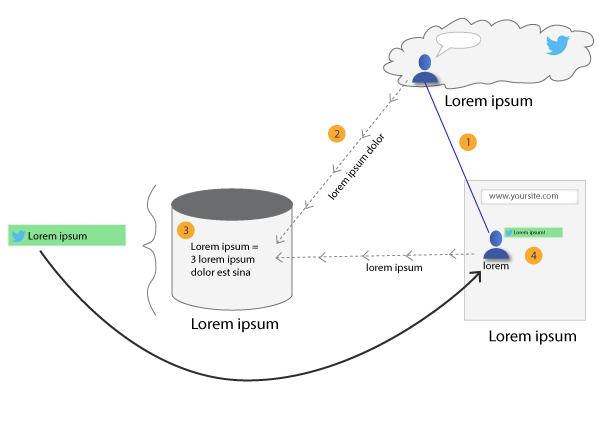 Lorem ipsum
1
2
lorem ipsum dolor
www.yoursite.com
Lorem ipsum!
3
Lorem ipsum =
3 lorem ipsum
dolor est sina
Lorem ipsum
lorem
4
lorem ipsum
Lorem ipsum
Lorem ipsum